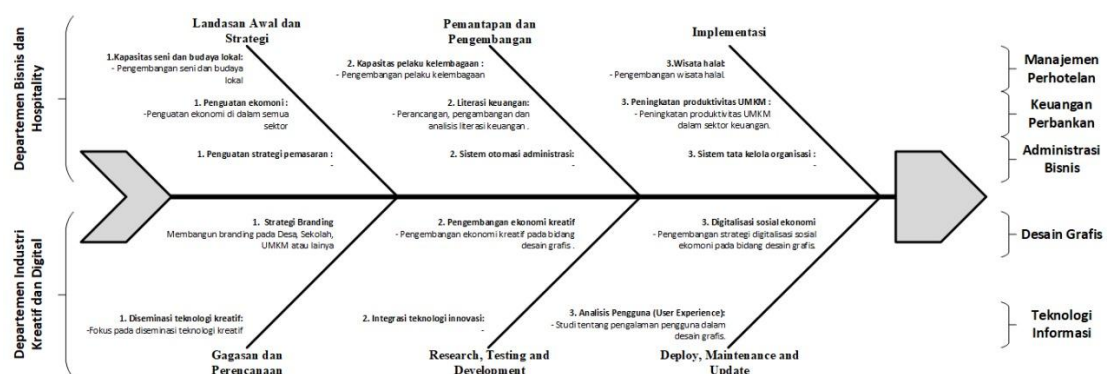 Departemen Bisnis dan
Hospitality
Landasan Awal dan
Strategi
Pemantapan dan
Pengembangan
Implementasi
1.Kapasitas seni dan budaya lokal:
- Pengembangan seni dan budaya
lokal
2. Kapasitas pelaku kelembagaan :
- Pengembangan pelaku kelembagaan
3.Wisata halal:
- Pengembangan wisata halal.
Manajemen
Perhotelan
1. Penguatan ekomoni :
-Penguatan ekonomi di dalam semua
sektor
2. Literasi keuangan:
- Perancangan, pengambangan dan
analisis literasi keuangan .
3. Peningkatan produktivitas UMKM :
- Peningkatan produktivitas UMKM
dalam sektor keuangan.
Keuangan
Perbankan
1. Penguatan strategi pemasaran :
-
2. Sistem otomasi administrasi:
-
3. Sistem tata kelola organisasi :
-
Administrasi
Bisnis
Departemen Industri
Kreatif dan Digital
1. Strategi Branding
Membangun branding pada Desa, Sekolah,
UMKM atau lainya
2. Pengembangan ekonomi kreatif
- Pengembangan ekonomi kreatif pada bidang
desain grafis .
3. Digitalisasi sosial ekonomi
- Pengembangan strategi digitalisasi sosial
ekomoni pada bidang desain grafis.
Desain Grafis
1. Diseminasi teknologi kreatif:
-Fokus pada diseminasi teknologi kreatif
2. Integrasi teknologi innovasi:
-
3. Analisis Pengguna (User Experience):
- Studi tentang pengalaman pengguna dalam
desain grafis.
Teknologi
Informasi
Gagasan dan
Perencanaan
Research, Testing and
Development
Deploy, Maintenance and
Update